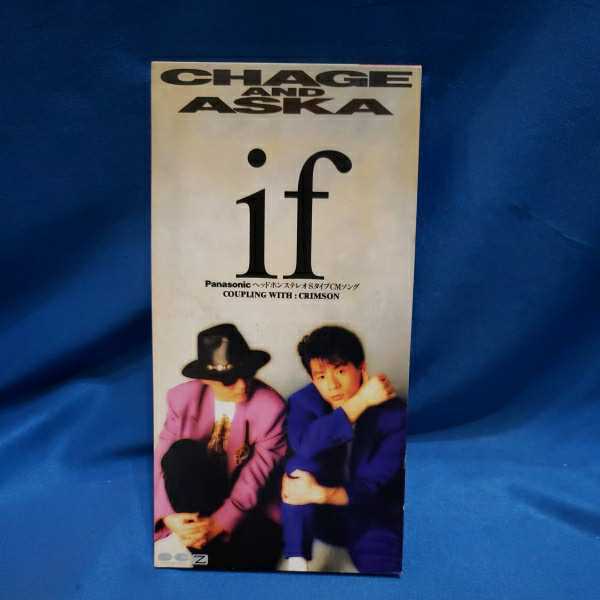 CHAGE
AND
ASKA
if
Panasonic ヘッドホンステレオSタイプCMソング
COUPLING WITH : CRIMSON